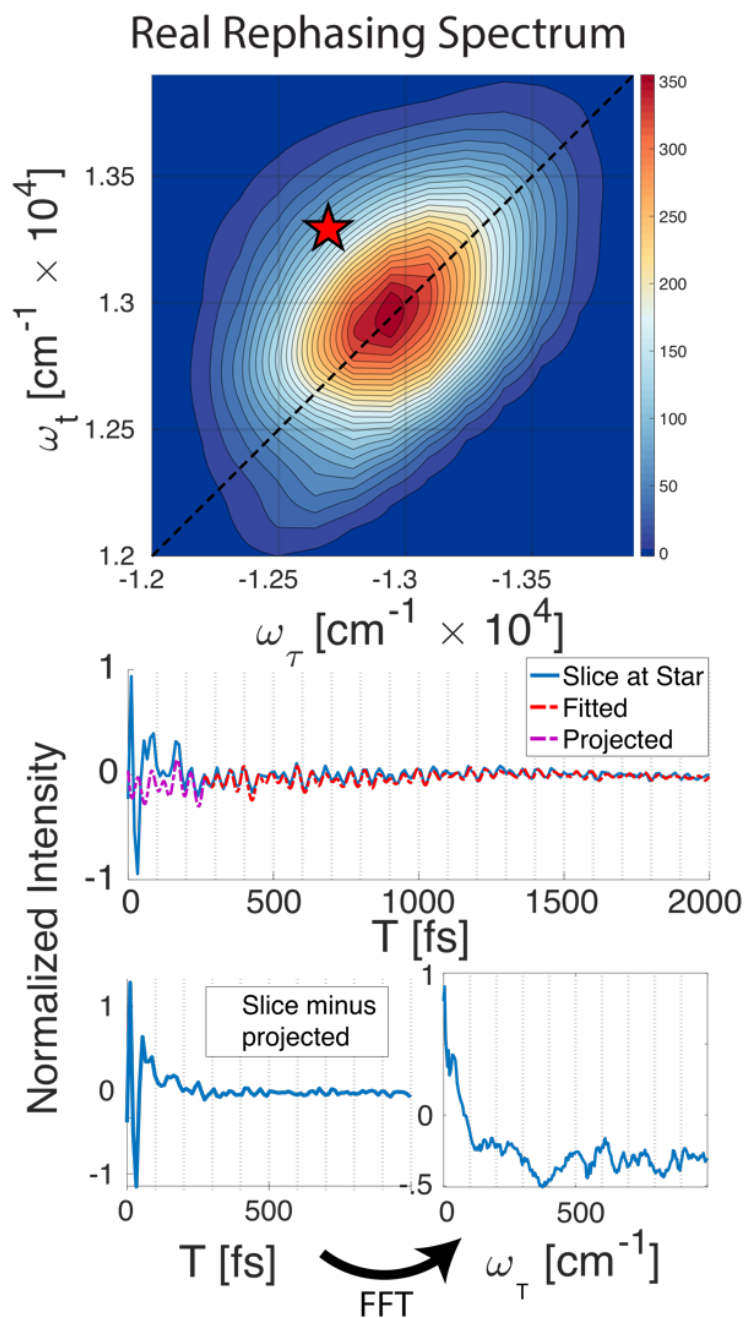 Real Rephasing Spectrum
ω_t [cm⁻¹ × 10⁴]
1.35
1.3
1.25
1.2
-1.2 -1.25 -1.3 -1.35
ω_τ [cm⁻¹ × 10⁴]
350
300
250
200
150
100
50
0
Normalized Intensity
1
0
-1
Slice at Star
Fitted
Projected
0 500 1000 1500 2000
T [fs]
1
0
-1
Slice minus
projected
0 500
T [fs]
1
0
-.5
0 500
ω_T [cm⁻¹]
FFT